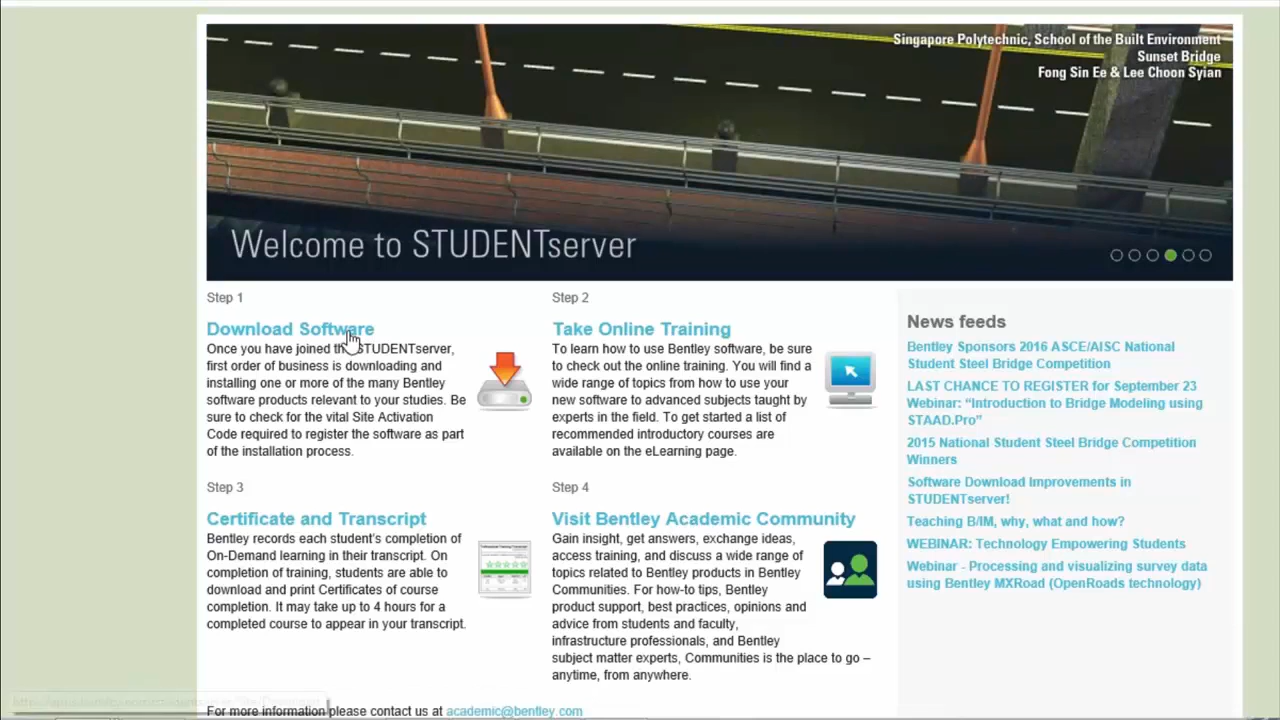 Singapore Polytechnic, School of the Built Environment
Sunset Bridge
Fong Sin Ee & Lee Choon Syian
Welcome to STUDENTserver
Step 1
Download Software
Once you have joined the STUDENTserver,
first order of business is downloading and
installing one or more of the many Bentley
software products relevant to your studies. Be
sure to check for the vital Site Activation
Code required to register the software as part
of the installation process.
Step 2
Take Online Training
To learn how to use Bentley software, be sure
to check out the online training. You will find a
wide range of topics from how to use your
new software to advanced subjects taught by
experts in the field. To get started a list of
recommended introductory courses are
available on the eLearning page.
Step 3
Certificate and Transcript
Bentley records each student's completion of
On-Demand learning in their transcript. On
completion of training, students are able to
download and print Certificates of course
completion. It may take up to 4 hours for a
completed course to appear in your transcript.
Step 4
Visit Bentley Academic Community
Gain insight, get answers, exchange ideas,
access training, and discuss a wide range of
topics related to Bentley products in Bentley
Communities. For how-to tips, Bentley
product support, best practices, opinions and
advice from students and faculty,
infrastructure professionals, and Bentley
subject matter experts, Communities is the place to go –
anytime, from anywhere.
News feeds
Bentley Sponsors 2016 ASCE/AISC National
Student Steel Bridge Competition
LAST CHANCE TO REGISTER for September 23
Webinar: “Introduction to Bridge Modeling using
STAAD.Pro”
2015 National Student Steel Bridge Competition
Winners
Software Download Improvements in
STUDENTserver!
Teaching B/IM, why, what and how?
WEBINAR: Technology Empowering Students
Webinar - Processing and visualizing survey data
using Bentley MXRoad (OpenRoads technology)
For more information please contact us at academic@bentley.com